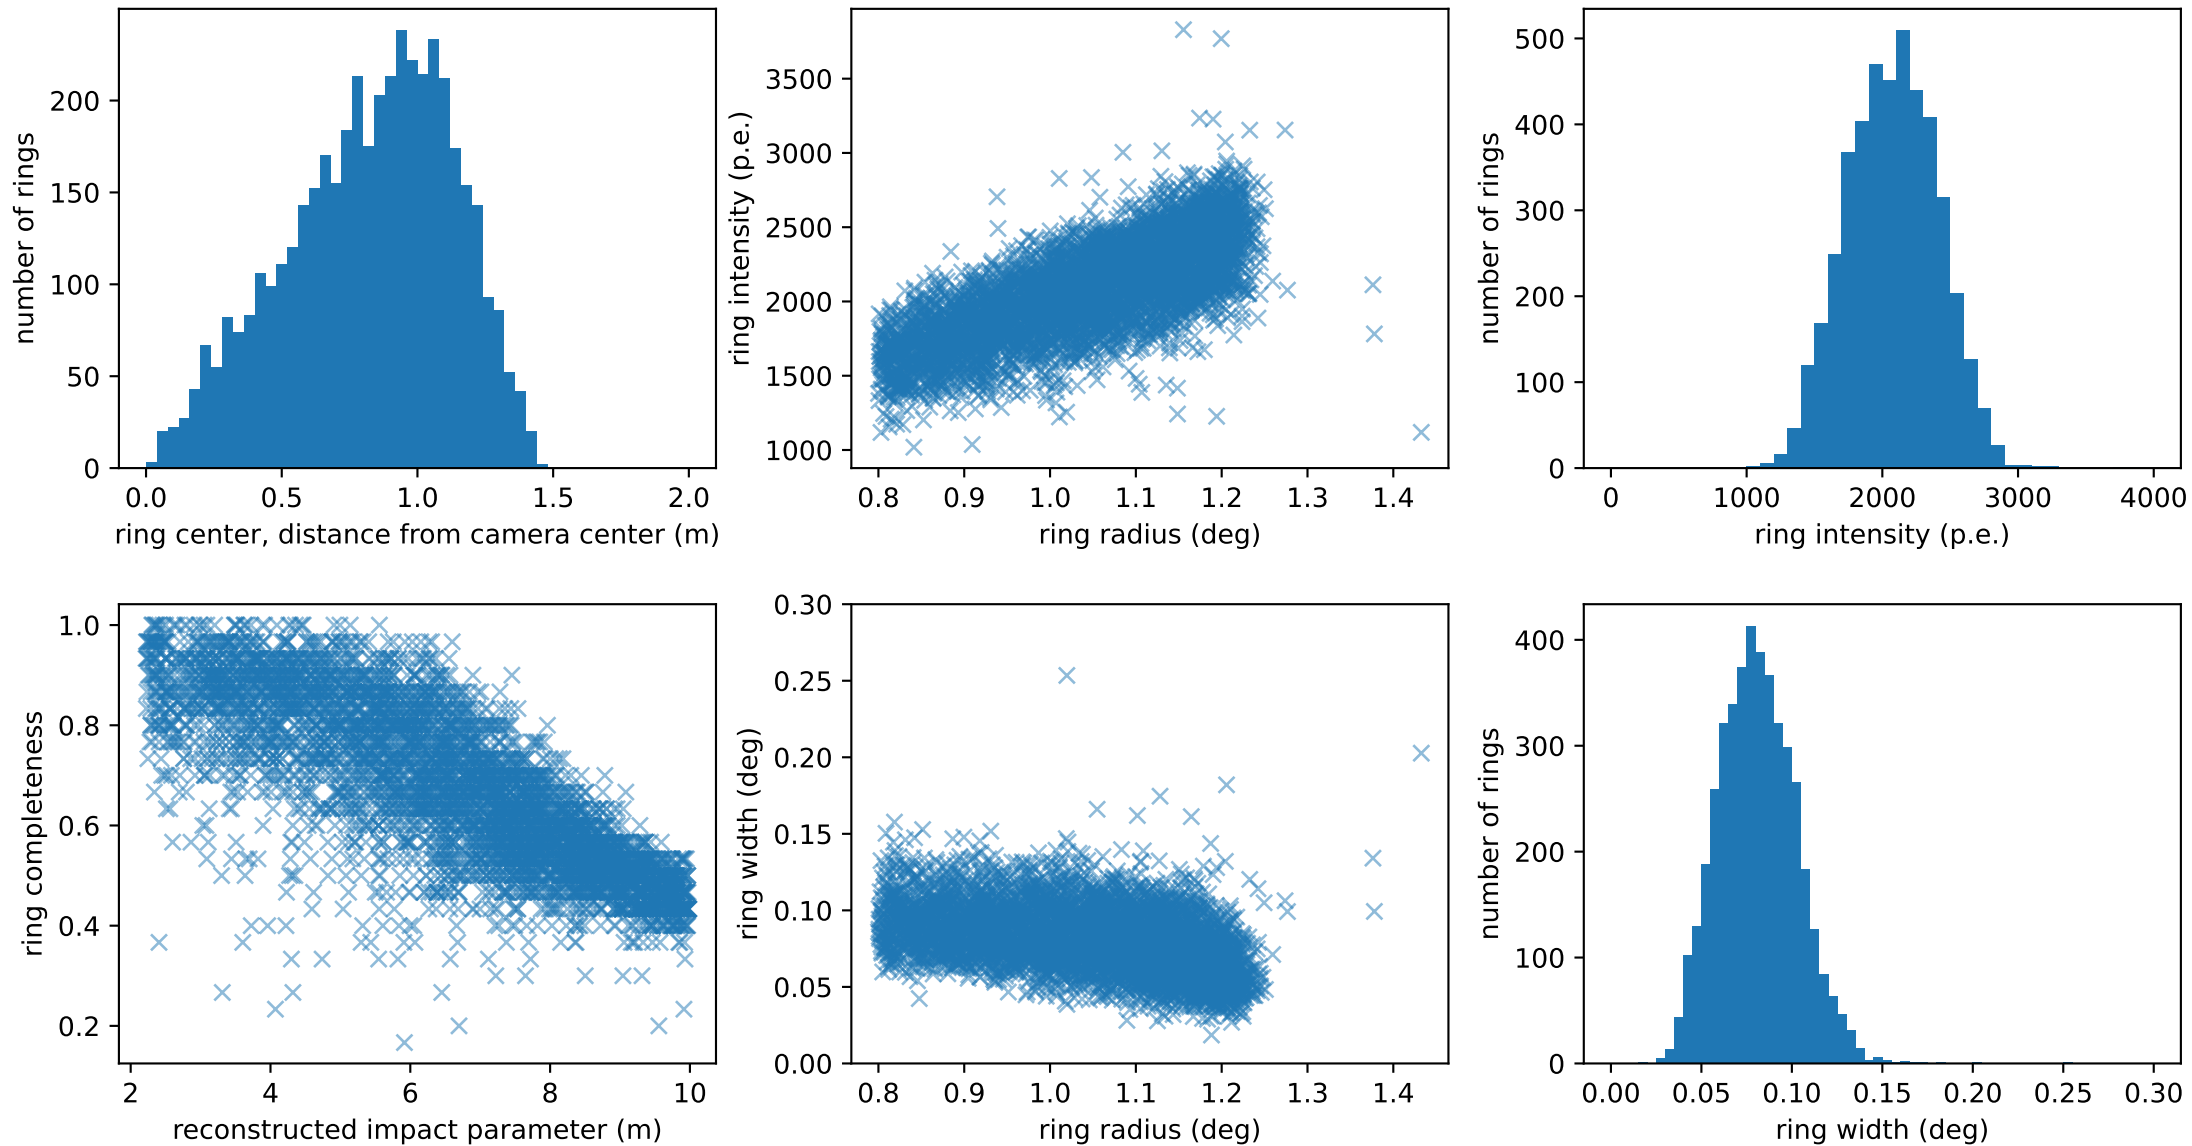 200
150
100
50
0
number of rings
0.0 0.5 1.0 1.5 2.0
ring center, distance from camera center (m)
3500
3000
2500
2000
1500
1000
ring intensity (p.e.)
0.8 0.9 1.0 1.1 1.2 1.3 1.4
ring radius (deg)
500
400
300
200
100
0
number of rings
0 1000 2000 3000 4000
ring intensity (p.e.)
1.0
0.8
0.6
0.4
0.2
ring completeness
2 4 6 8 10
reconstructed impact parameter (m)
0.30
0.25
0.20
0.15
0.10
0.05
0.00
ring width (deg)
0.8 0.9 1.0 1.1 1.2 1.3 1.4
ring radius (deg)
400
300
200
100
0
number of rings
0.00 0.05 0.10 0.15 0.20 0.25 0.30
ring width (deg)